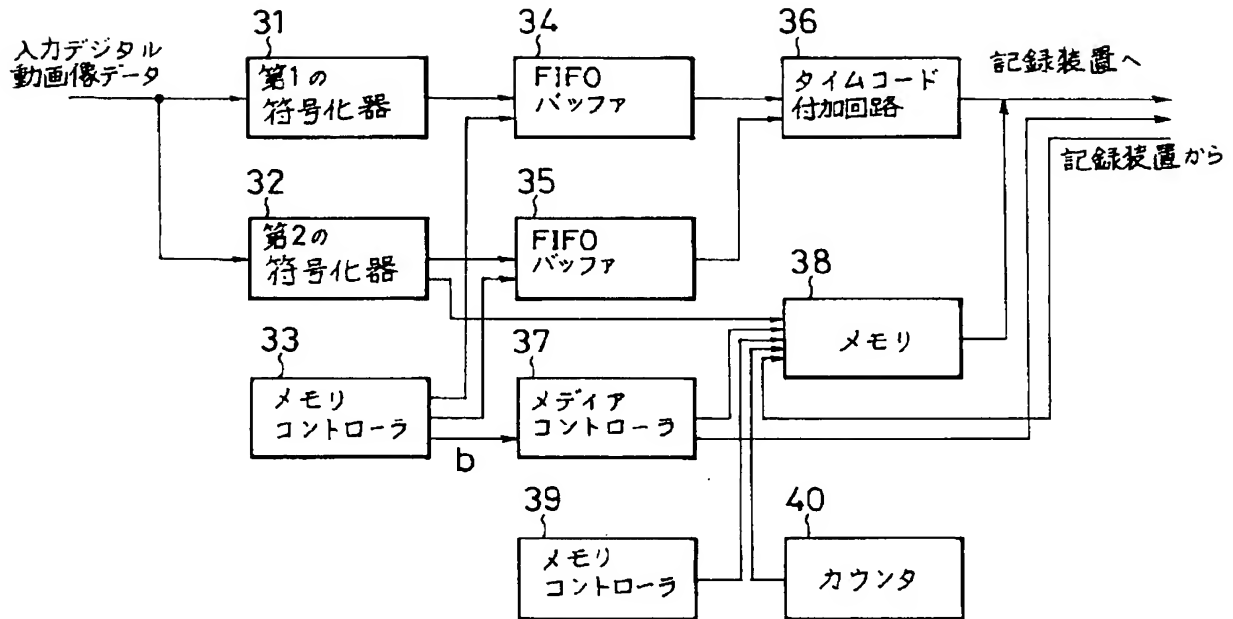 入力デジタル
動画像データ
31
第1の
符号化器
34
FIFO
バッファ
36
タイムコード
付加回路
記録装置へ
記録装置から
32
第2の
符号化器
35
FIFO
バッファ
38
メモリ
33
メモリ
コントローラ
b
37
メディア
コントローラ
39
メモリ
コントローラ
40
カウンタ